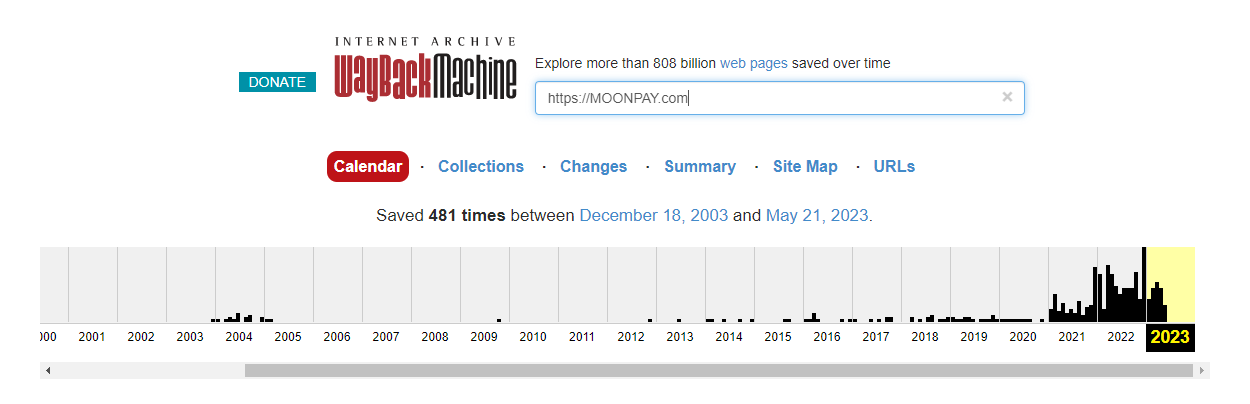 INTERNET ARCHIVE
DONATE
WayBackMachine
Explore more than 808 billion web pages saved over time
https://MOONPAY.com
Calendar · Collections · Changes · Summary · Site Map · URLs
Saved 481 times between December 18, 2003 and May 21, 2023.
00 2001 2002 2003 2004 2005 2006 2007 2008 2009 2010 2011 2012 2013 2014 2015 2016 2017 2018 2019 2020 2021 2022 2023